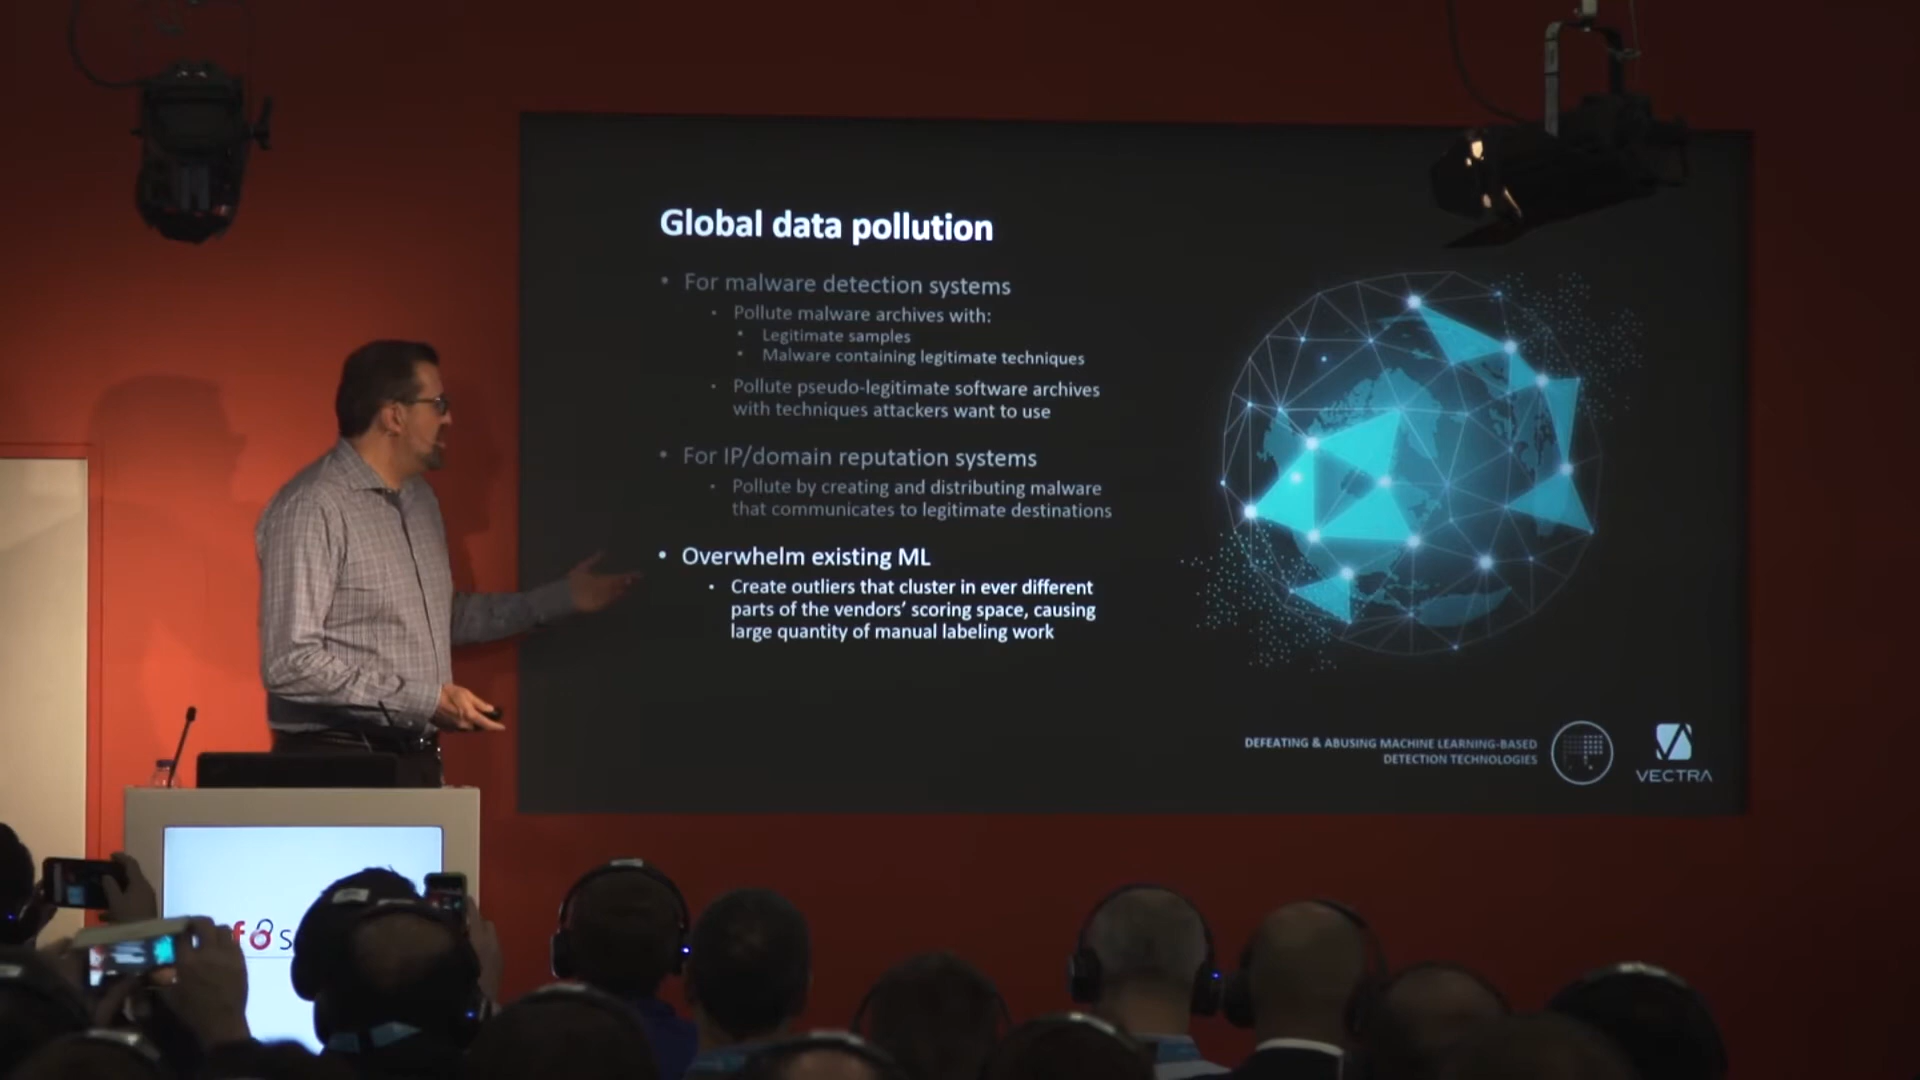 Global data pollution
• For malware detection systems
• Pollute malware archives with:
• Legitimate samples
• Malware containing legitimate techniques
• Pollute pseudo-legitimate software archives
with techniques attackers want to use
• For IP/domain reputation systems
• Pollute by creating and distributing malware
that communicates to legitimate destinations
• Overwhelm existing ML
• Create outliers that cluster in ever different
parts of the vendors’ scoring space, causing
large quantity of manual labeling work
DEFEATING & ABUSING MACHINE LEARNING-BASED
DETECTION TECHNOLOGIES
VECTRA